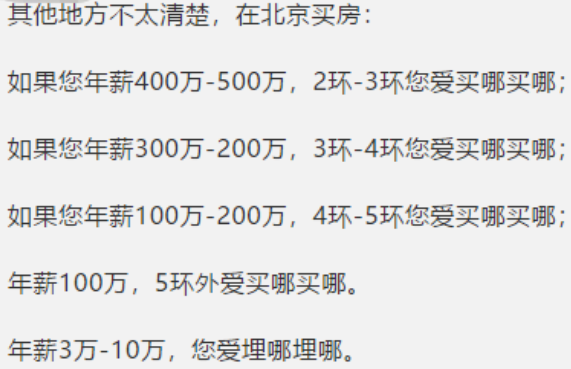 其他地方不太清楚，在北京买房：
如果您年薪400万-500万，2环-3环您爱买哪买哪；
如果您年薪300万-200万，3环-4环您爱买哪买哪；
如果您年薪100万-200万，4环-5环您爱买哪买哪；
年薪100万，5环外爱买哪买哪。
年薪3万-10万，您爱埋哪埋哪。